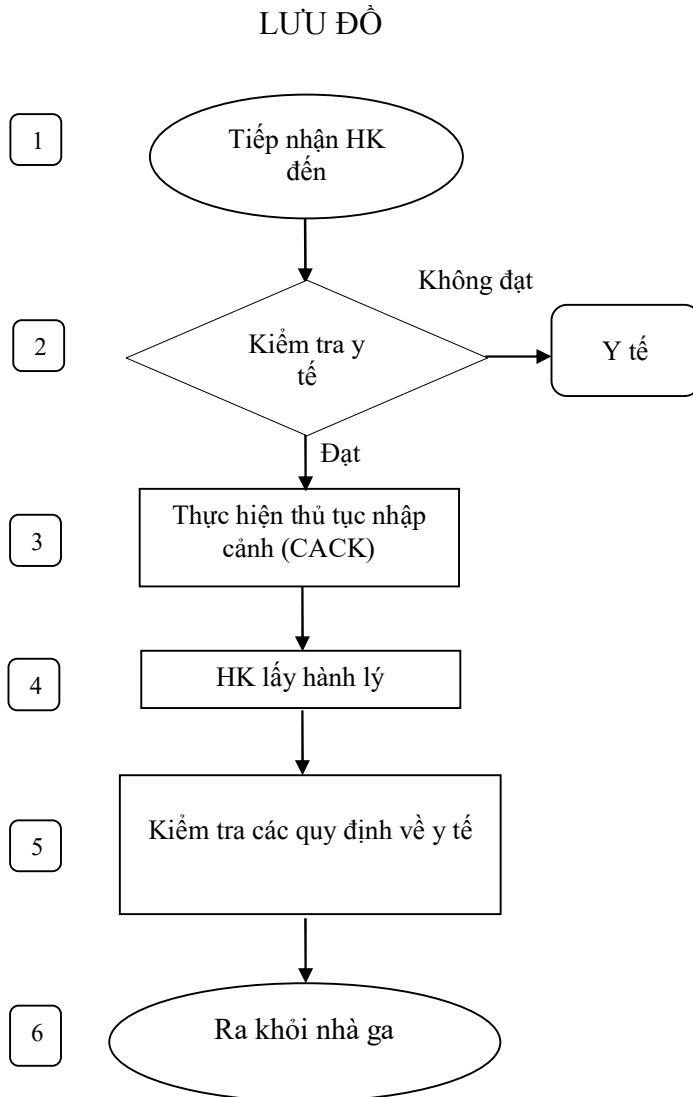 LƯU ĐỒ
1
Tiếp nhận HK
đến
Không đạt
2
Kiểm tra y
tế
Y tế
Đạt
3
Thực hiện thủ tục nhập
cảnh (CACK)
4
HK lấy hành lý
5
Kiểm tra các quy định về y tế
6
Ra khỏi nhà ga